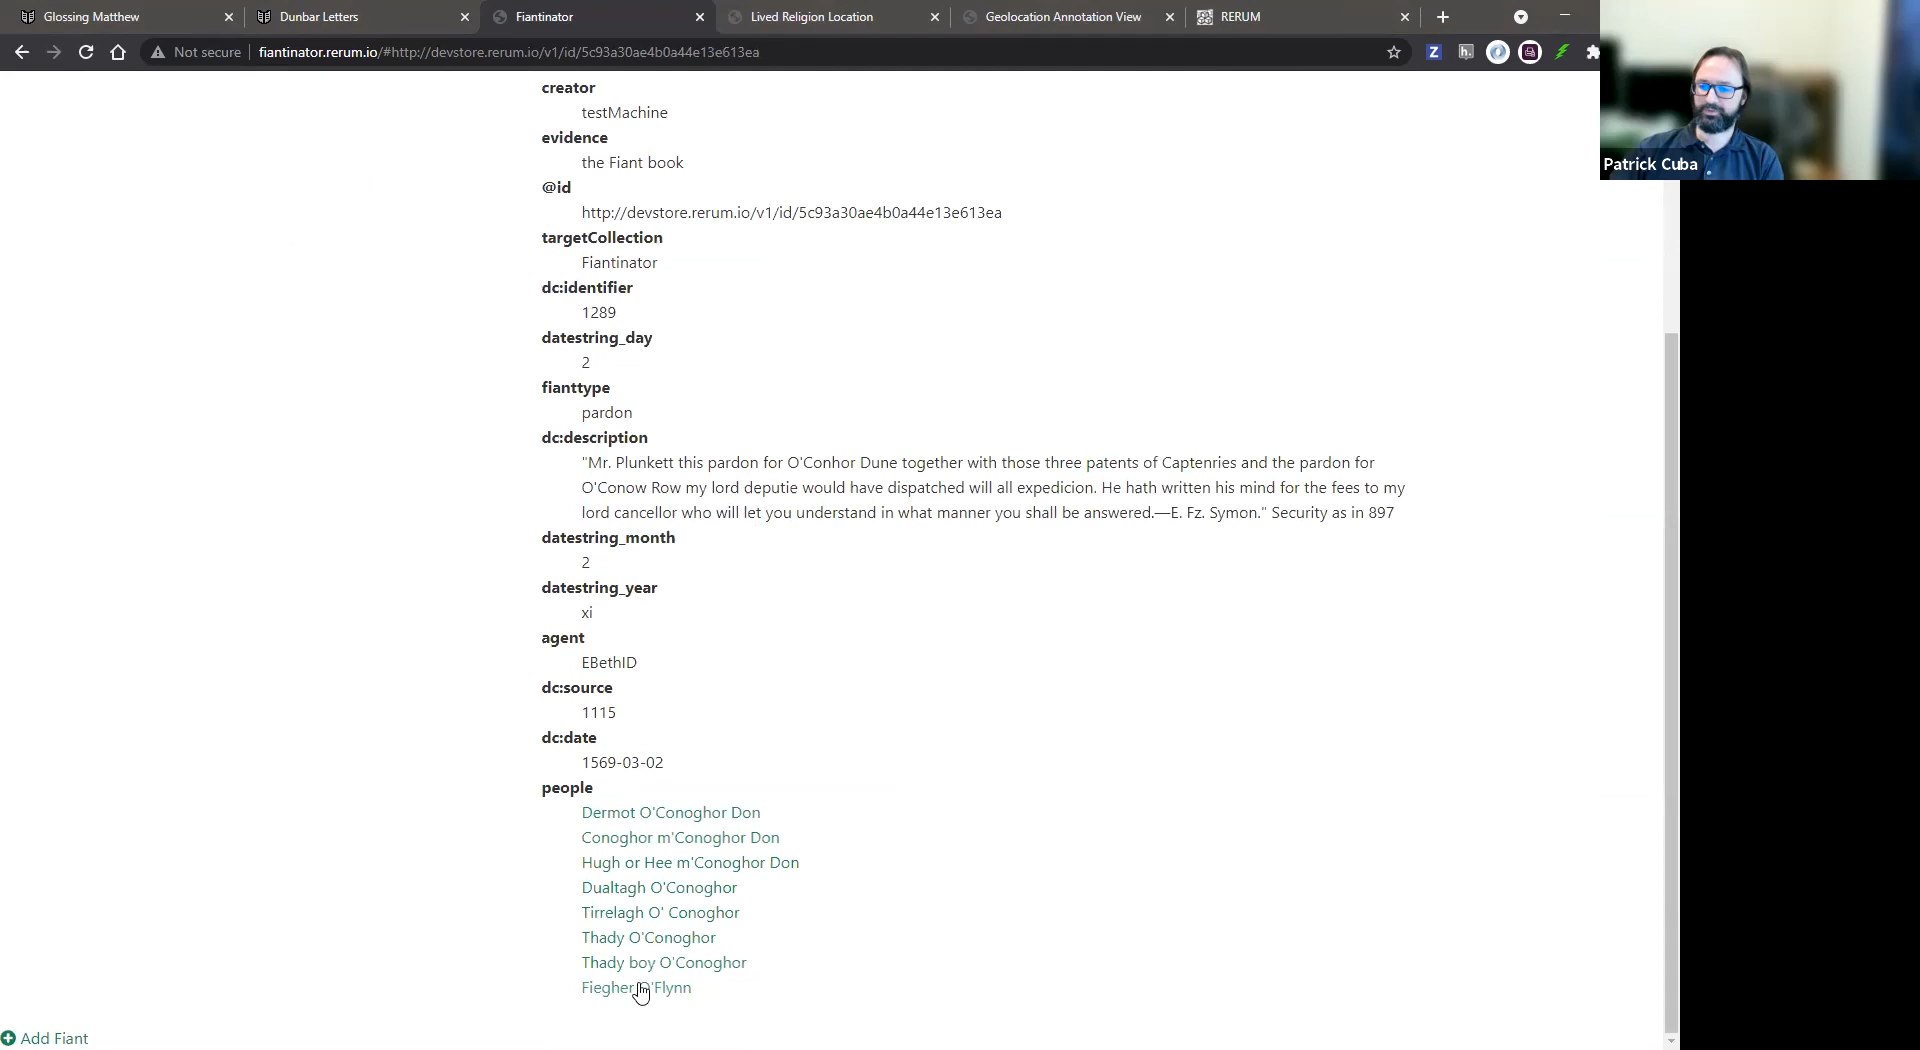 Glossing Matthew
Dunbar Letters
Fiantinator
Lived Religion Location
Geolocation Annotation View
RERUM
Not secure
fiantinator.rerum.io/#http://devstore.rerum.io/v1/id/5c93a30ae4b0a44e13e613ea
Z
h.
Patrick Cuba
creator
testMachine
evidence
the Fiant book
@id
http://devstore.rerum.io/v1/id/5c93a30ae4b0a44e13e613ea
targetCollection
Fiantinator
dc:identifier
1289
datestring_day
2
fianttype
pardon
dc:description
"Mr. Plunkett this pardon for O'Conhor Dune together with those three patents of Captenries and the pardon for
O'Conow Row my lord deputie would have dispatched will all expedicion. He hath written his mind for the fees to my
lord cancellor who will let you understand in what manner you shall be answered.—E. Fz. Symon." Security as in 897
datestring_month
2
datestring_year
xi
agent
EBethID
dc:source
1115
dc:date
1569-03-02
people
Dermot O'Conoghor Don
Conoghor m'Conoghor Don
Hugh or Hee m'Conoghor Don
Dualtagh O'Conoghor
Tirrelagh O' Conoghor
Thady O'Conoghor
Thady boy O'Conoghor
Fiegher O'Flynn
Add Fiant